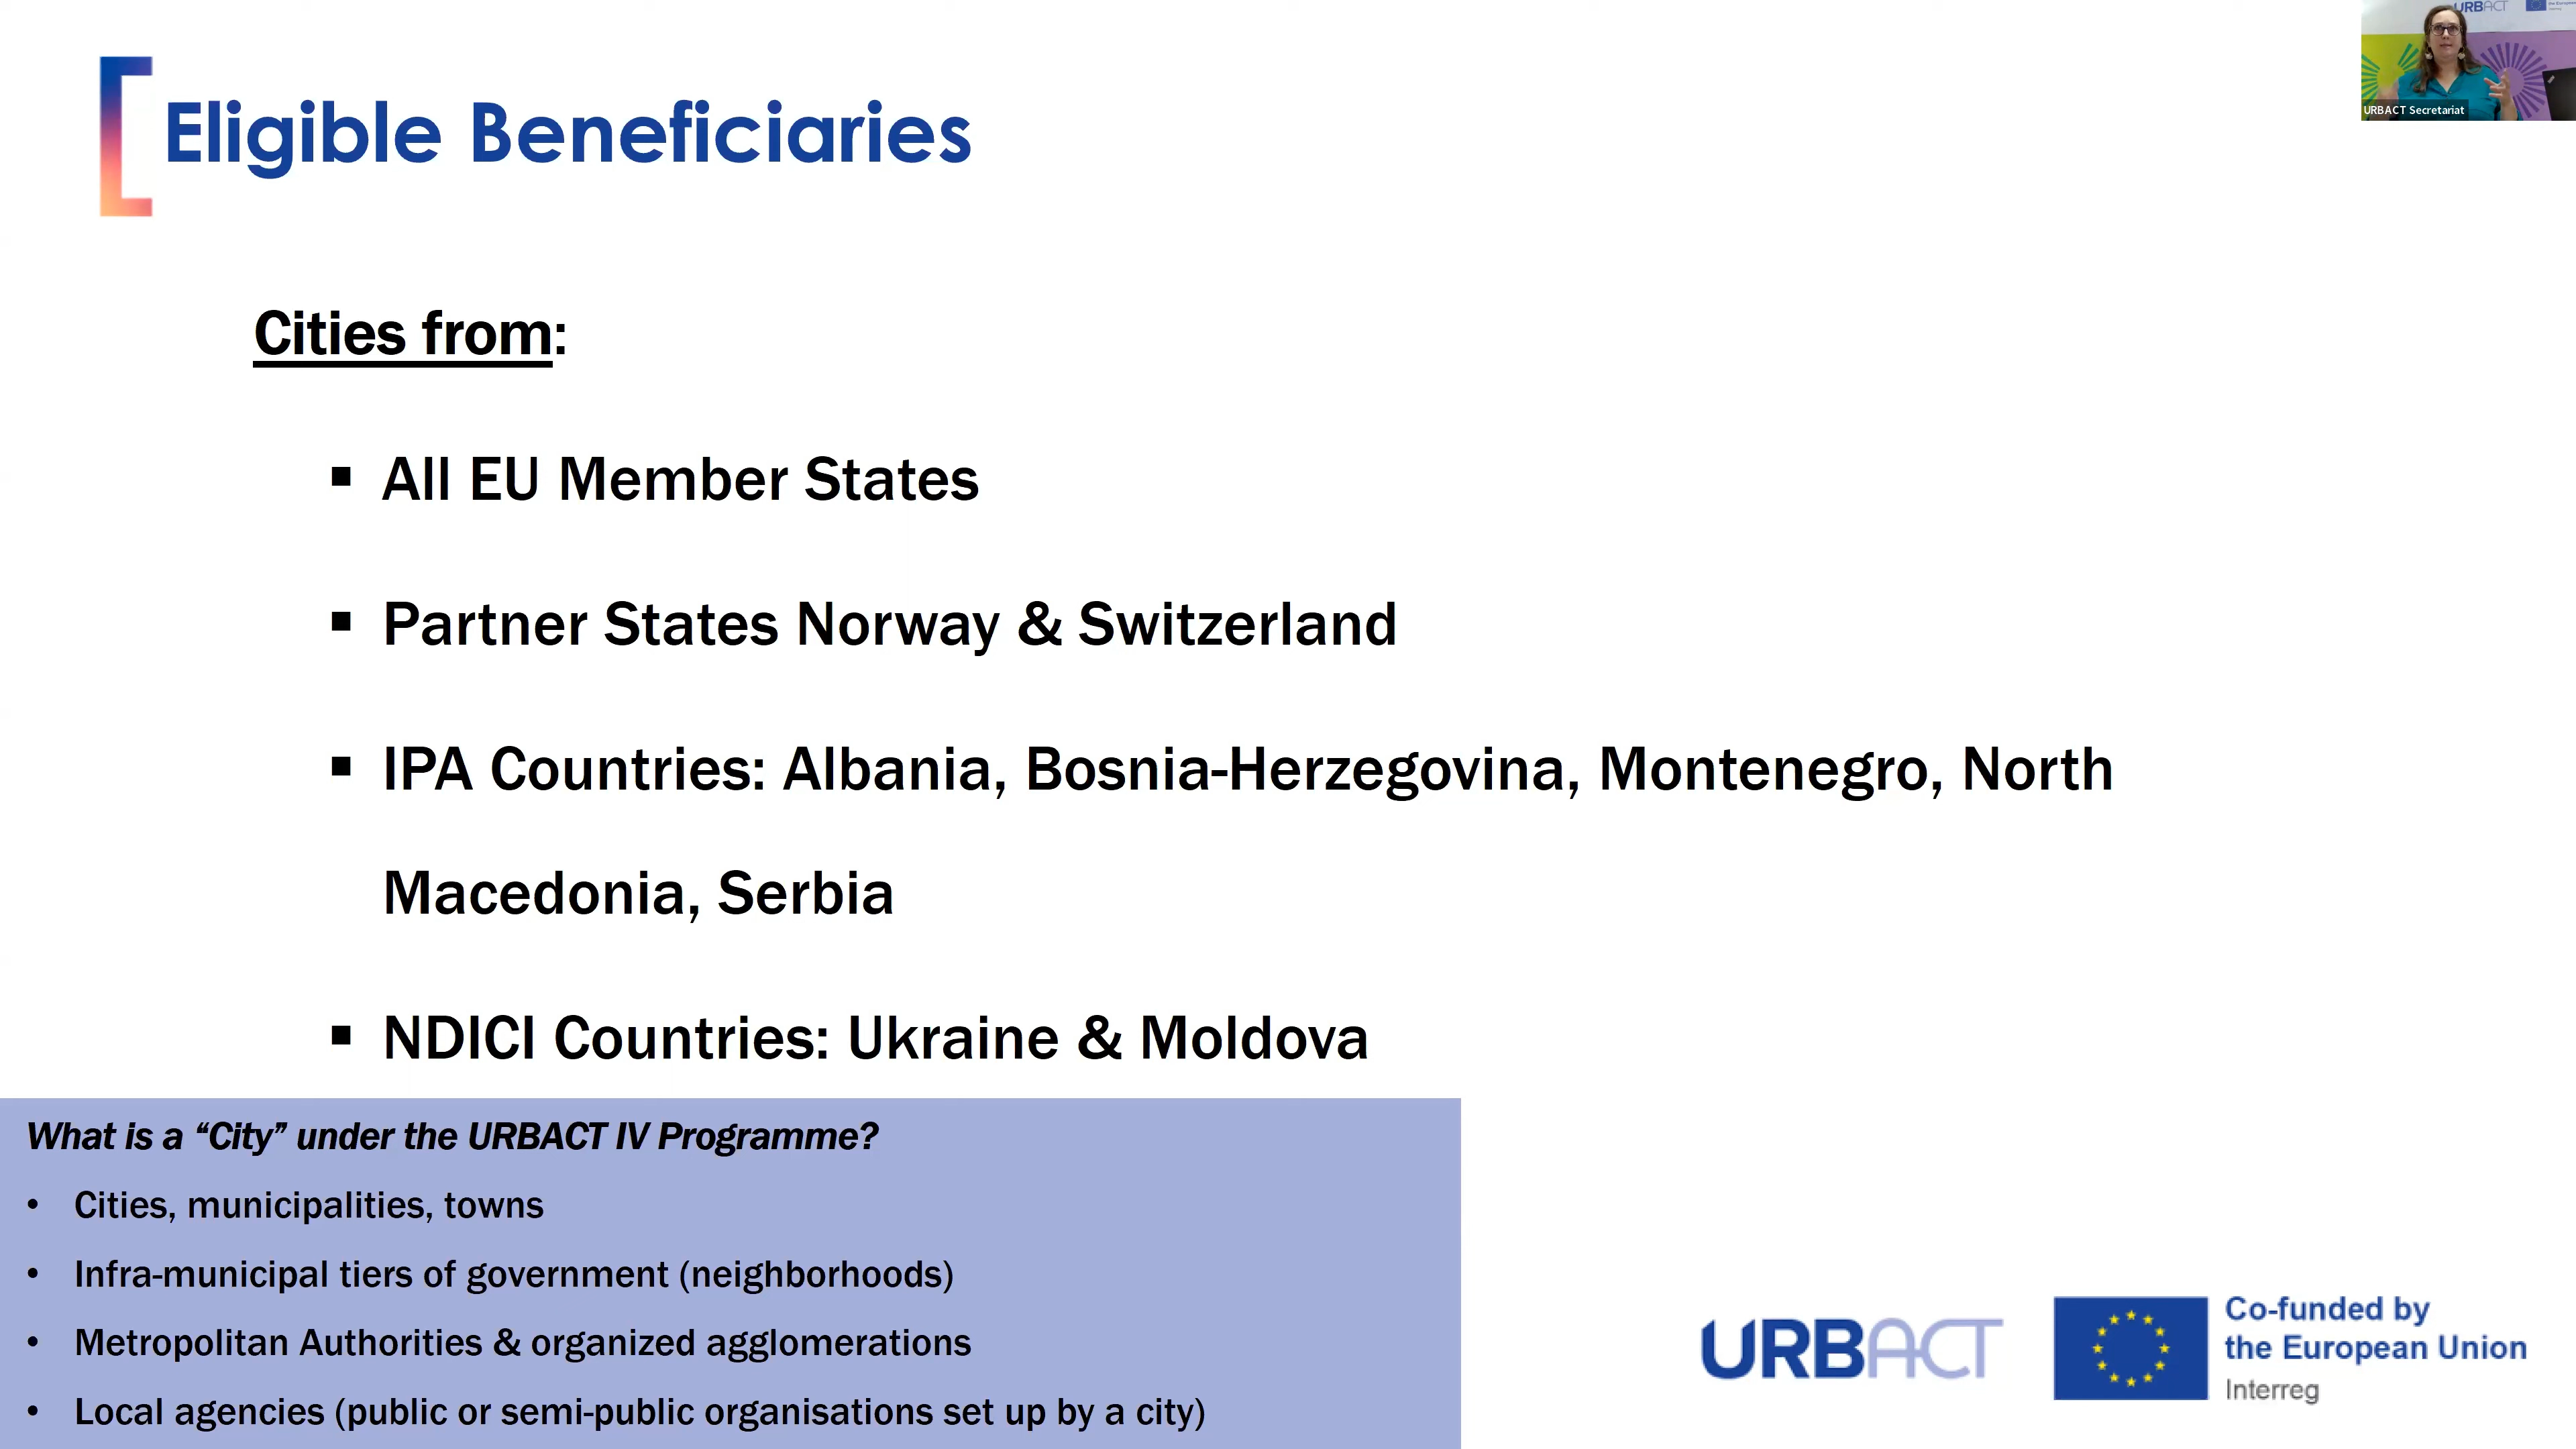 URBACT
URBACT Secretariat
Eligible Beneficiaries
Cities from:
▪ All EU Member States
▪ Partner States Norway & Switzerland
▪ IPA Countries: Albania, Bosnia-Herzegovina, Montenegro, North
Macedonia, Serbia
▪ NDICI Countries: Ukraine & Moldova
What is a “City” under the URBACT IV Programme?
• Cities, municipalities, towns
• Infra-municipal tiers of government (neighborhoods)
• Metropolitan Authorities & organized agglomerations
• Local agencies (public or semi-public organisations set up by a city)
URBACT
Co-funded by
the European Union
Interreg